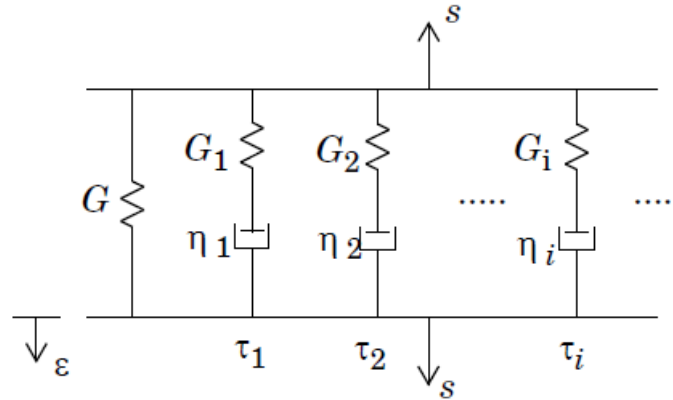 s
G G₁ G₂ ..... Gᵢ ....
η₁ η₂ ηᵢ
ε τ₁ τ₂ s τᵢ